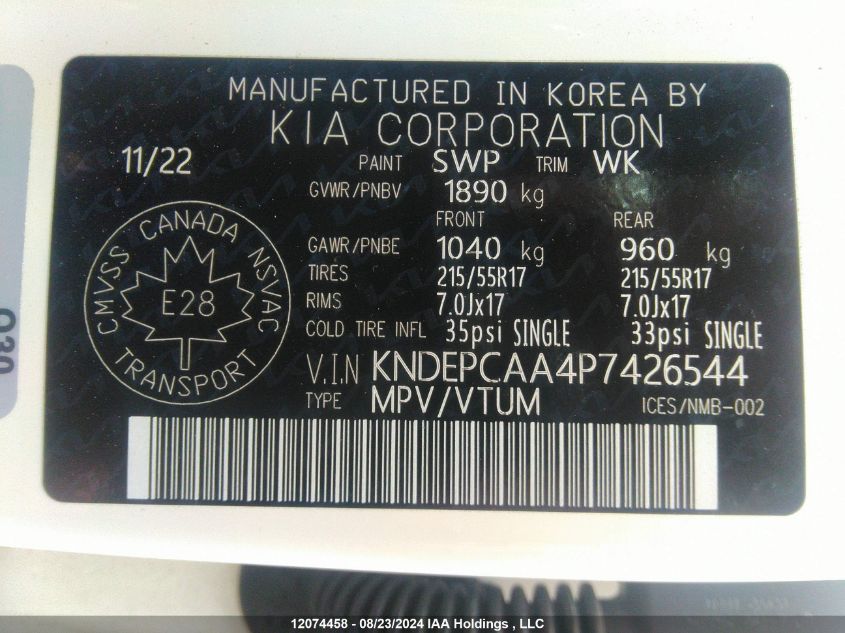 MANUFACTURED IN KOREA BY
KIA CORPORATION
11/22 PAINT SWP TRIM WK
GVWR/PNBV 1890 kg
FRONT REAR
GAWR/PNBE 1040 kg 960 kg
TIRES 215/55R17 215/55R17
RIMS 7.0Jx17 7.0Jx17
COLD TIRE INFL 35psi SINGLE 33psi SINGLE
V.I.N KNDEPCAA4P7426544
TYPE MPV/VTUM ICES/NMB-002
CMVSS CANADA NSVAC
E28
TRANSPORT
12074458 - 08/23/2024 IAA Holdings , LLC